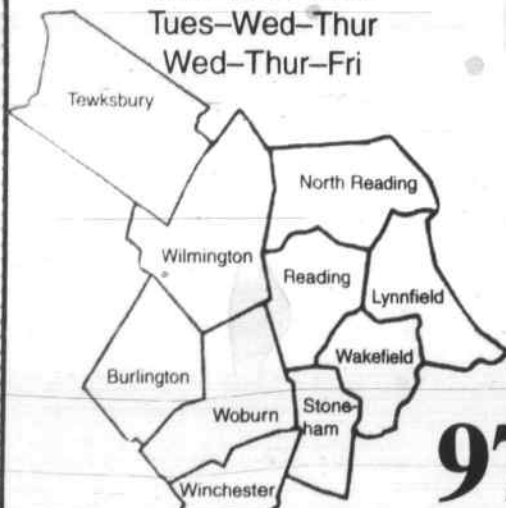 Tues–Wed–Thur
Wed–Thur–Fri
Tewksbury
North Reading
Wilmington
Reading
Lynnfield
Wakefield
Burlington
Woburn
Stone-
ham
Winchester